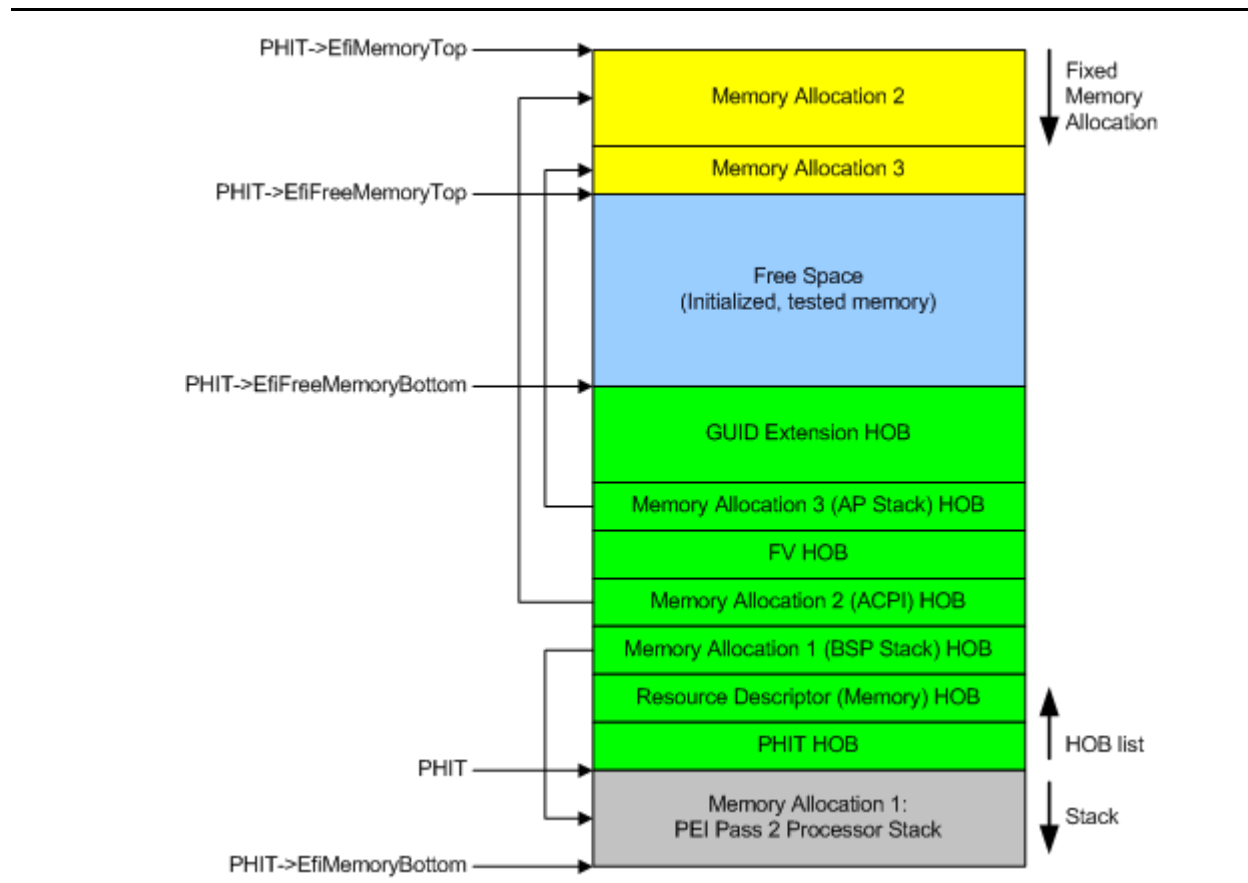 PHIT->EfiMemoryTop
Memory Allocation 2
Fixed
Memory
Allocation
Memory Allocation 3
PHIT->EfiFreeMemoryTop
Free Space
(Initialized, tested memory)
PHIT->EfiFreeMemoryBottom
GUID Extension HOB
Memory Allocation 3 (AP Stack) HOB
FV HOB
Memory Allocation 2 (ACPI) HOB
Memory Allocation 1 (BSP Stack) HOB
Resource Descriptor (Memory) HOB
PHIT HOB
HOB list
PHIT
Memory Allocation 1:
PEI Pass 2 Processor Stack
Stack
PHIT->EfiMemoryBottom